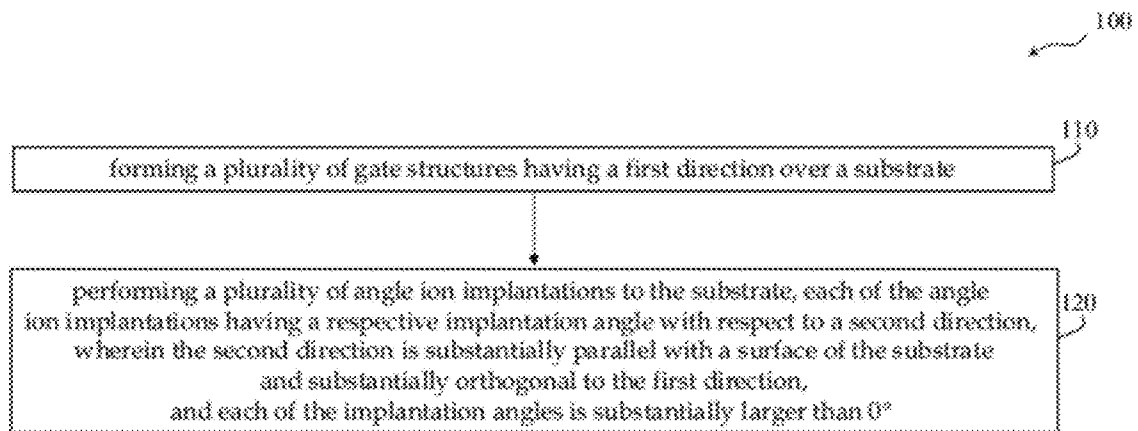 100
110
forming a plurality of gate structures having a first direction over a substrate
performing a plurality of angle ion implantations to the substrate, each of the angle
ion implantations having a respective implantation angle with respect to a second direction,
wherein the second direction is substantially parallel with a surface of the substrate
and substantially orthogonal to the first direction,
and each of the implantation angles is substantially larger than 0°
120